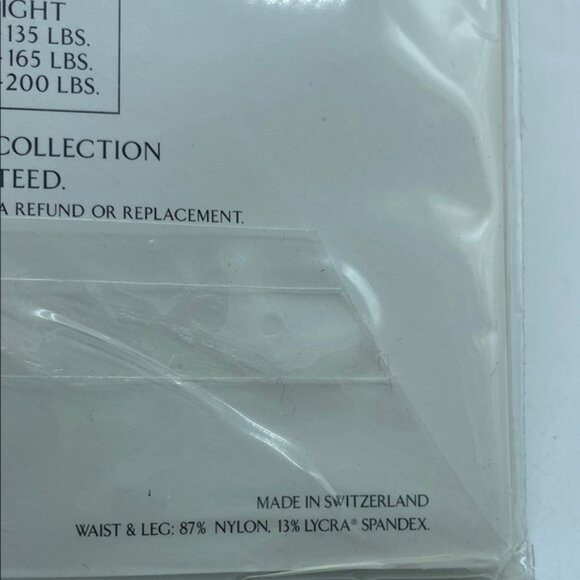 IGHT
-135 LBS.
-165 LBS.
-200 LBS.
COLLECTION
TEED.
A REFUND OR REPLACEMENT.
MADE IN SWITZERLAND
WAIST & LEG: 87% NYLON, 13% LYCRA® SPANDEX.